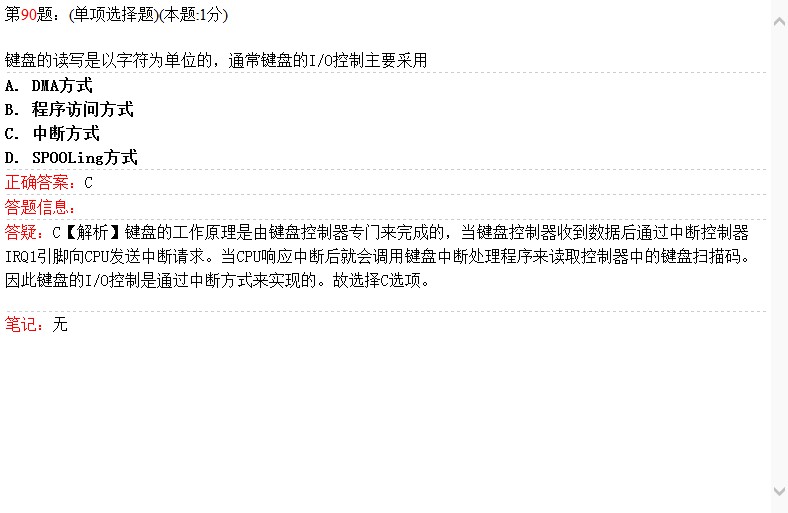 第90题：(单项选择题)(本题:1分)
键盘的读写是以字符为单位的，通常键盘的I/O控制主要采用
A. DMA方式
B. 程序访问方式
C. 中断方式
D. SPOOLing方式
正确答案：C
答题信息：
答疑：C【解析】键盘的工作原理是由键盘控制器专门来完成的，当键盘控制器收到数据后通过中断控制器
IRQ1引脚向CPU发送中断请求。当CPU响应中断后就会调用键盘中断处理程序来读取控制器中的键盘扫描码。
因此键盘的I/O控制是通过中断方式来实现的。故选择C选项。
笔记：无